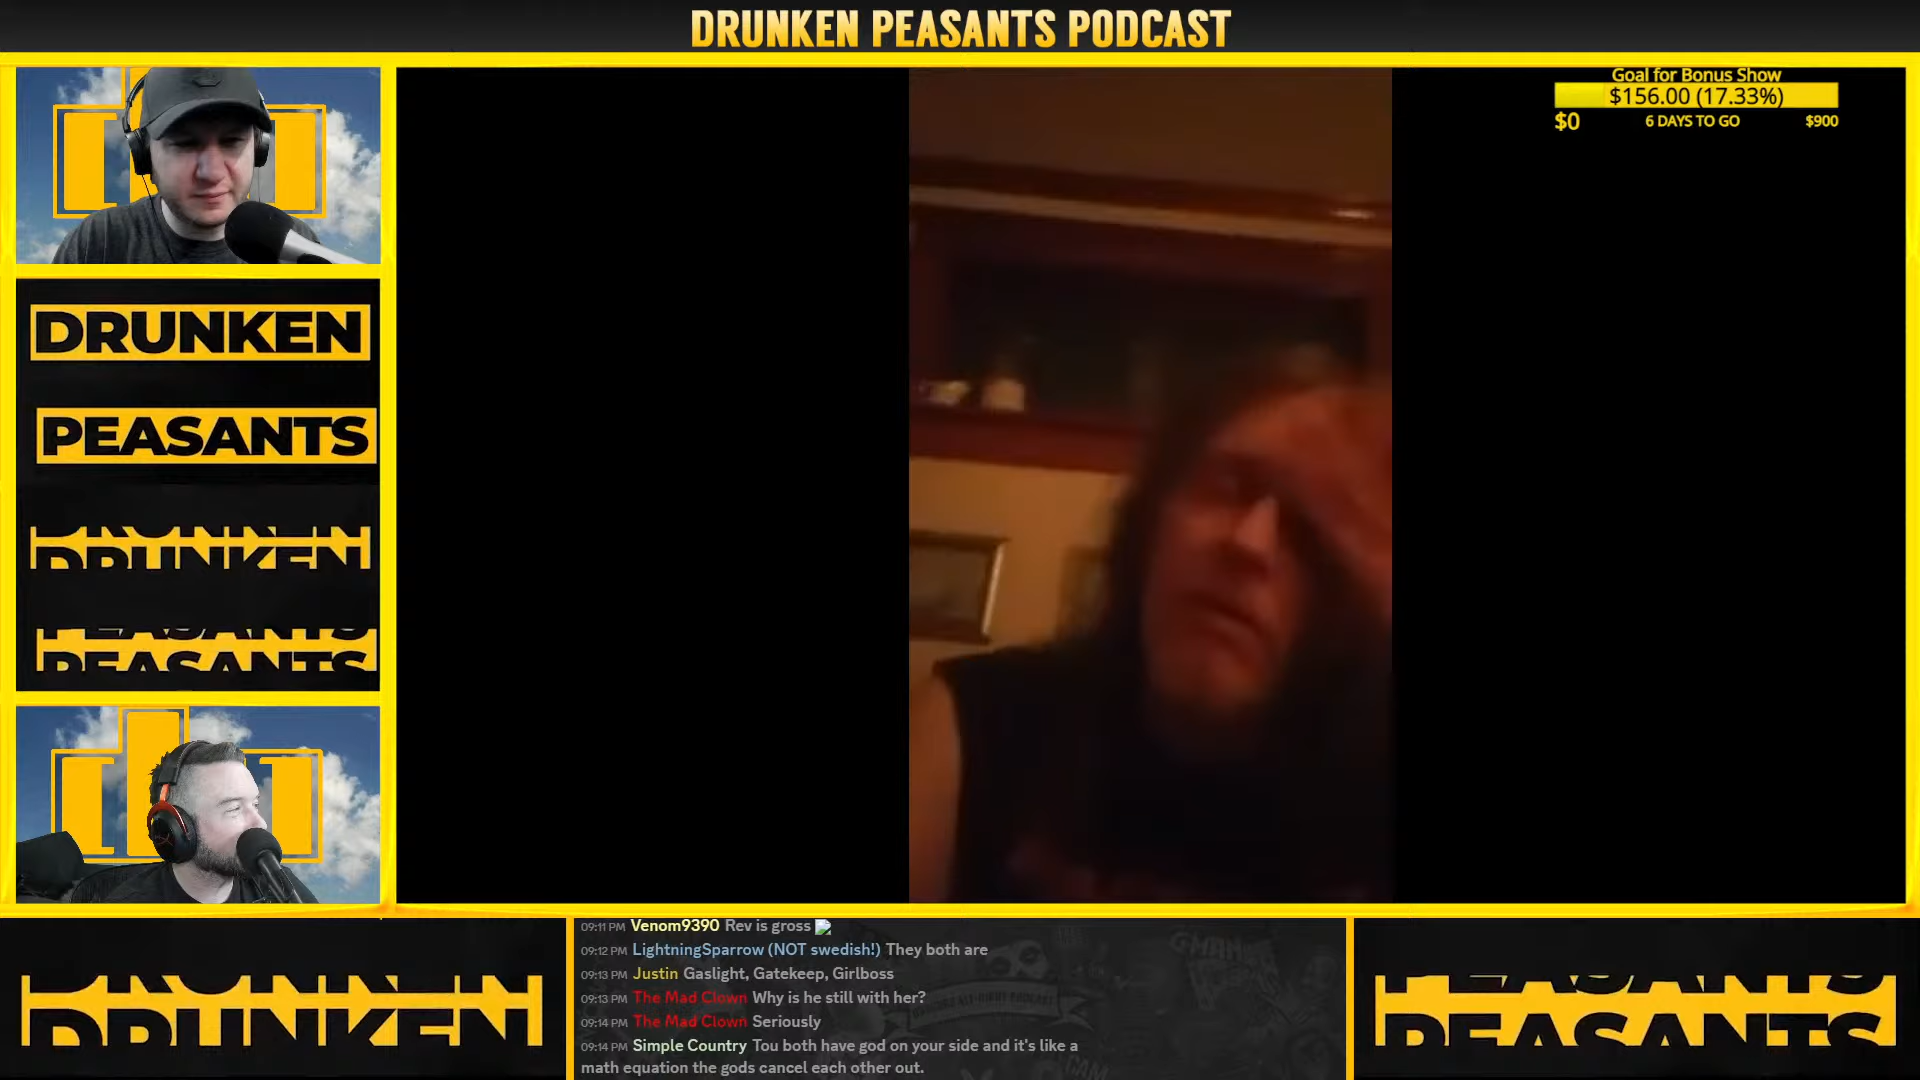 DRUNKEN PEASANTS PODCAST
Goal for Bonus Show
$156.00 (17.33%)
$0 6 DAYS TO GO $900
DRUNKEN
PEASANTS
DRUNKEN
PEASANTS
09:11 PM Venom9390 Rev is gross
09:12 PM LightningSparrow (NOT swedish!) They both are
09:13 PM Justin Gaslight, Gatekeep, Girlboss
09:13 PM The Mad Clown Why is he still with her?
09:14 PM The Mad Clown Seriously
09:14 PM Simple Country Tou both have god on your side and it's like a
math equation the gods cancel each other out.
DRUNKEN
PEASANTS